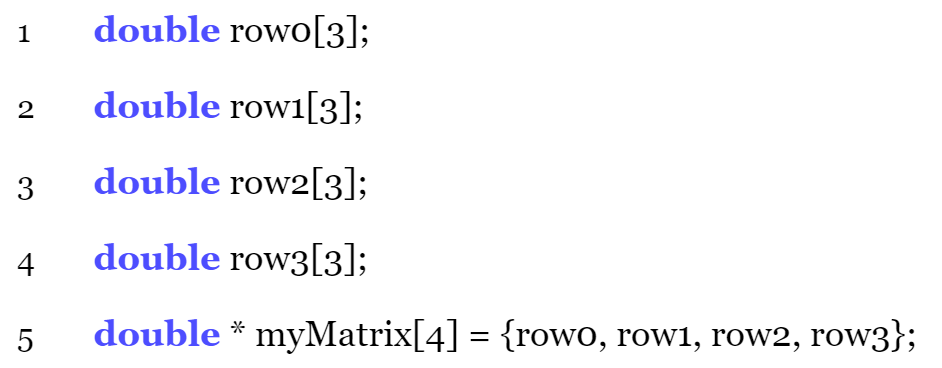 1 double row0[3];
2 double row1[3];
3 double row2[3];
4 double row3[3];
5 double * myMatrix[4] = {row0, row1, row2, row3};